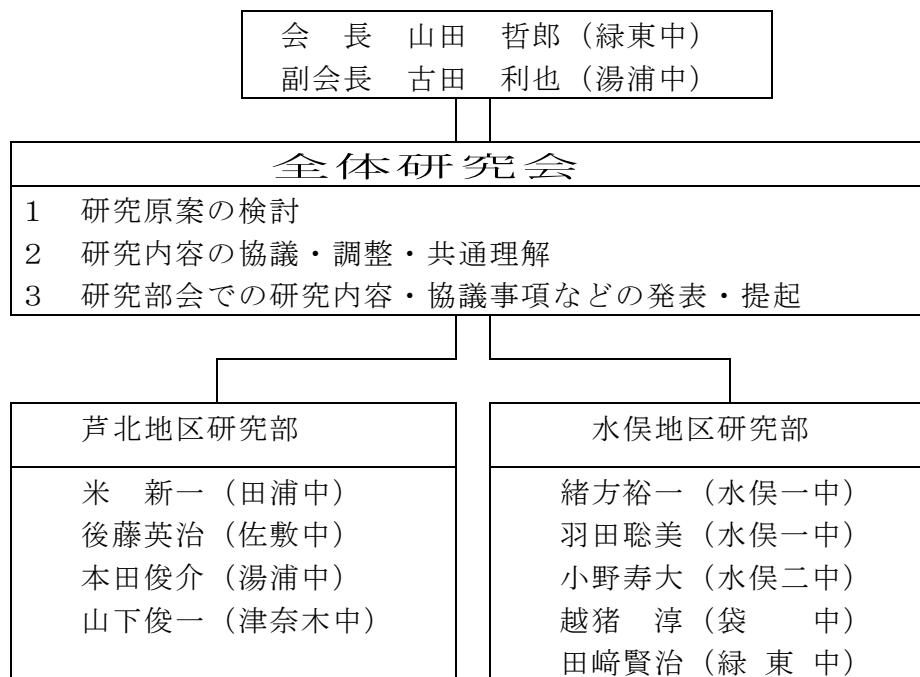 会　長　山田　哲郎（緑東中）
副会長　古田　利也（湯浦中）
全体研究会
１　研究原案の検討
２　研究内容の協議・調整・共通理解
３　研究部会での研究内容・協議事項などの発表・提起
芦北地区研究部
米　新一（田浦中）
後藤英治（佐敷中）
本田俊介（湯浦中）
山下俊一（津奈木中）
水俣地区研究部
緒方裕一（水俣一中）
羽田聡美（水俣一中）
小野寿大（水俣二中）
越猪　淳（袋　　中）
田﨑賢治（緑 東 中）